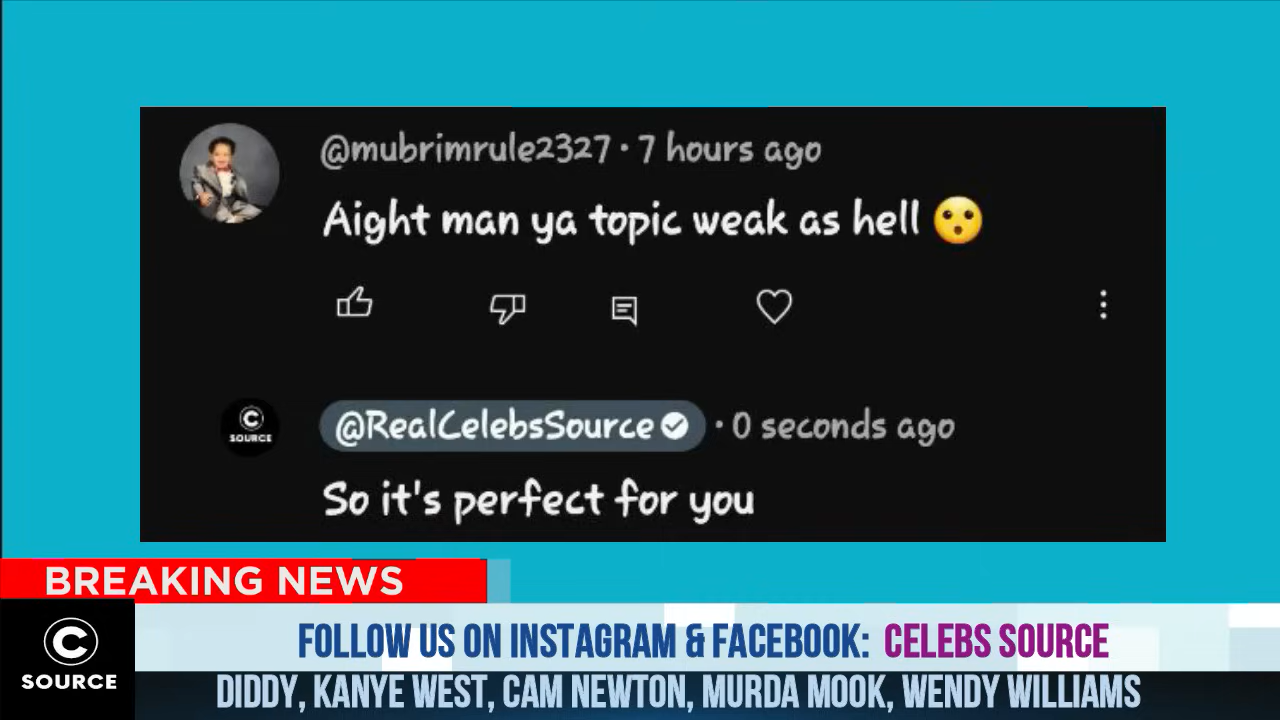 @mubrimrule2327 · 7 hours ago
Aight man ya topic weak as hell 😮
C
SOURCE
@RealCelebsSource · 0 seconds ago
So it's perfect for you
BREAKING NEWS
C
SOURCE
FOLLOW US ON INSTAGRAM & FACEBOOK: CELEBS SOURCE
DIDDY, KANYE WEST, CAM NEWTON, MURDA MOOK, WENDY WILLIAMS